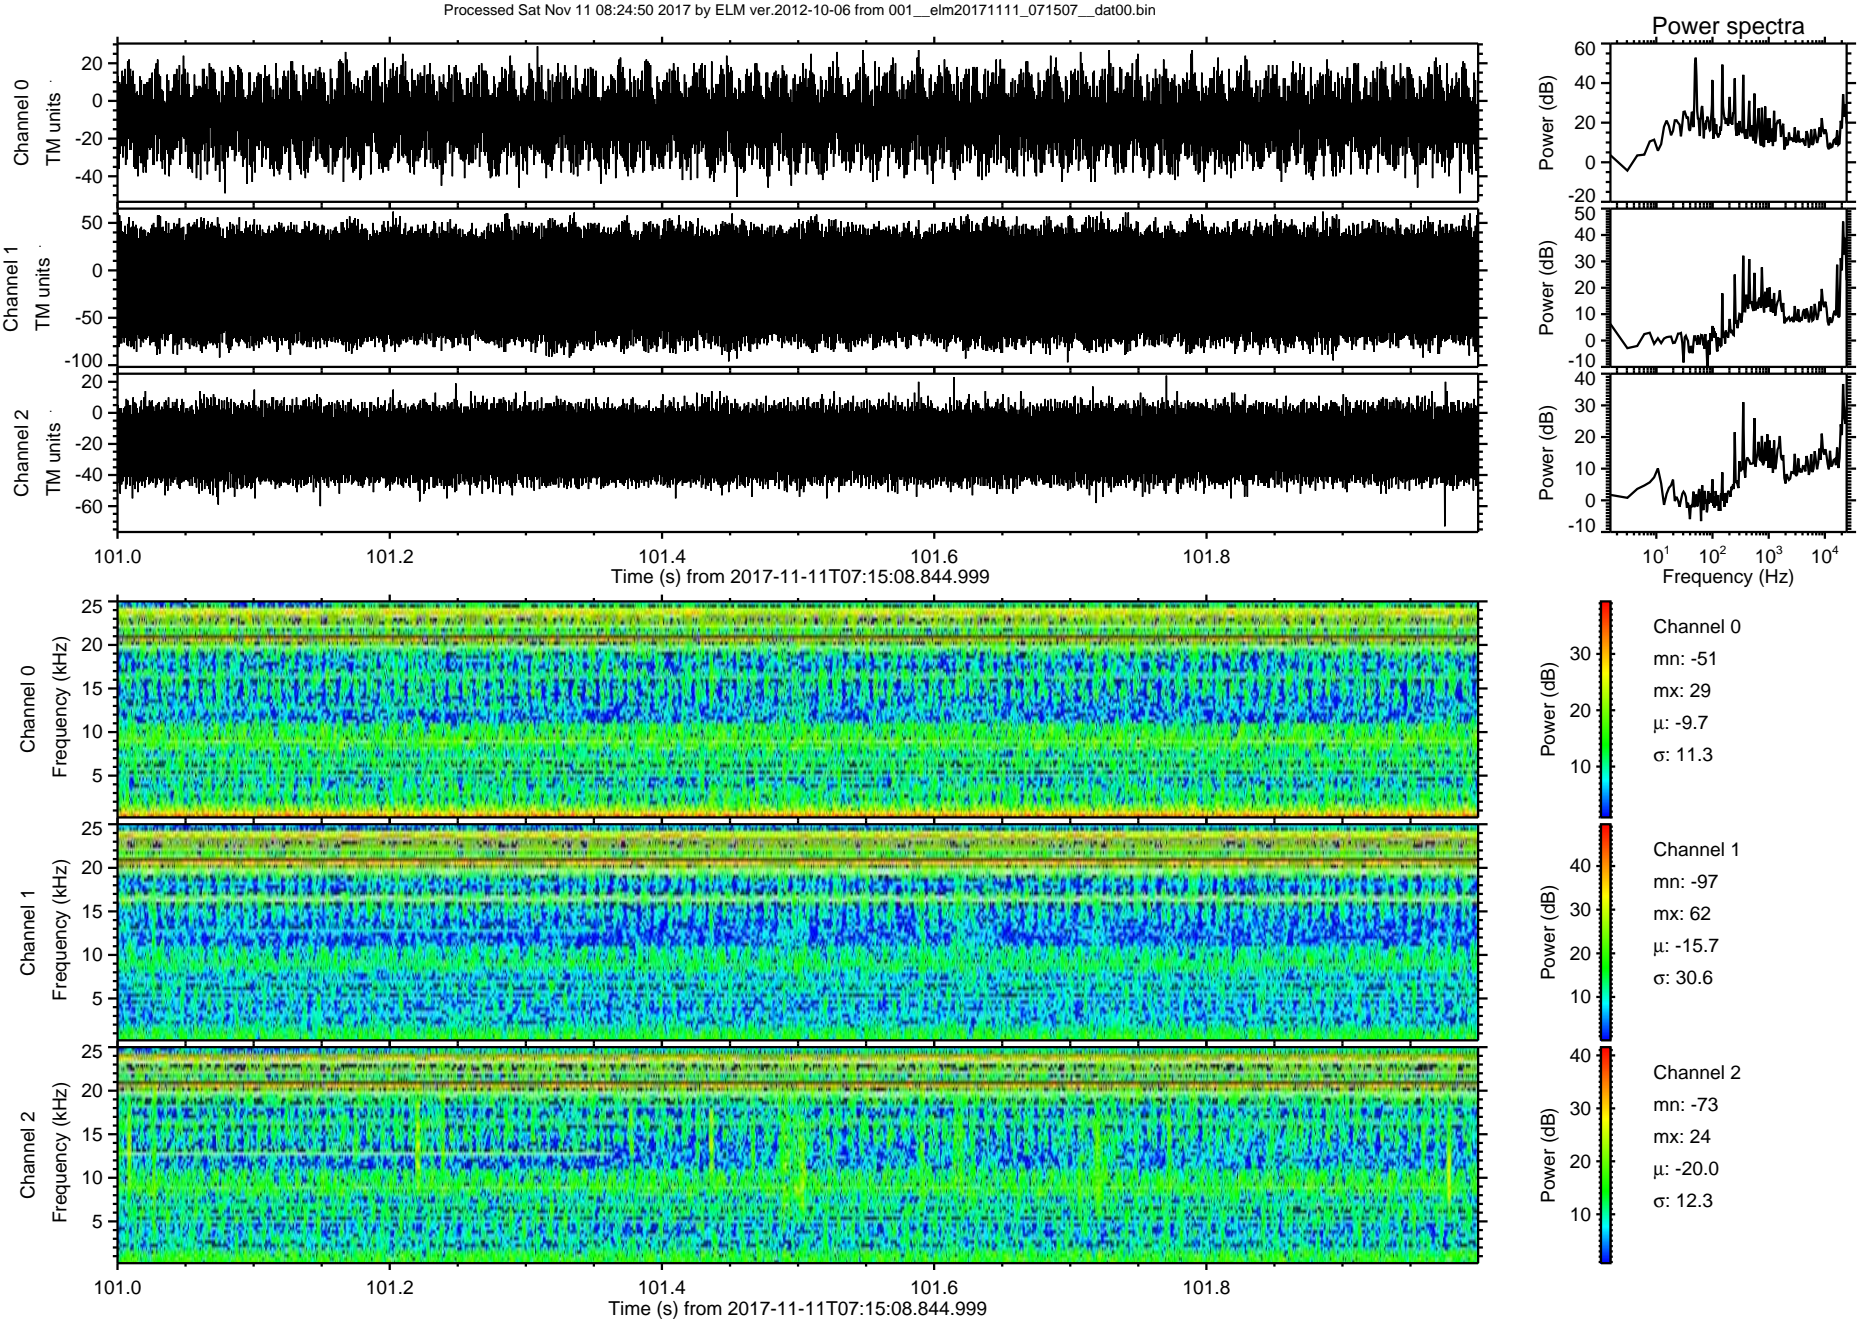 Processed Sat Nov 11 08:24:50 2017 by ELM ver.2012-10-06 from 001__elm20171111_071507__dat00.bin
Power spectra
Channel 0
TM units
20
0
-20
-40
Power (dB)
60
40
20
0
-20
Channel 1
TM units
50
0
-50
-100
Power (dB)
50
40
30
20
10
0
-10
Channel 2
TM units
20
0
-20
-40
-60
Power (dB)
40
30
20
10
0
-10
101.0 101.2 101.4 101.6 101.8
Time (s) from 2017-11-11T07:15:08.844.999
10^1 10^2 10^3 10^4
Frequency (Hz)
Channel 0
Frequency (kHz)
25
20
15
10
5
Power (dB)
30
20
10
Channel 0
mn: -51
mx: 29
μ: -9.7
σ: 11.3
Channel 1
Frequency (kHz)
25
20
15
10
5
Power (dB)
40
30
20
10
Channel 1
mn: -97
mx: 62
μ: -15.7
σ: 30.6
Channel 2
Frequency (kHz)
25
20
15
10
5
Power (dB)
40
30
20
10
Channel 2
mn: -73
mx: 24
μ: -20.0
σ: 12.3
101.0 101.2 101.4 101.6 101.8
Time (s) from 2017-11-11T07:15:08.844.999